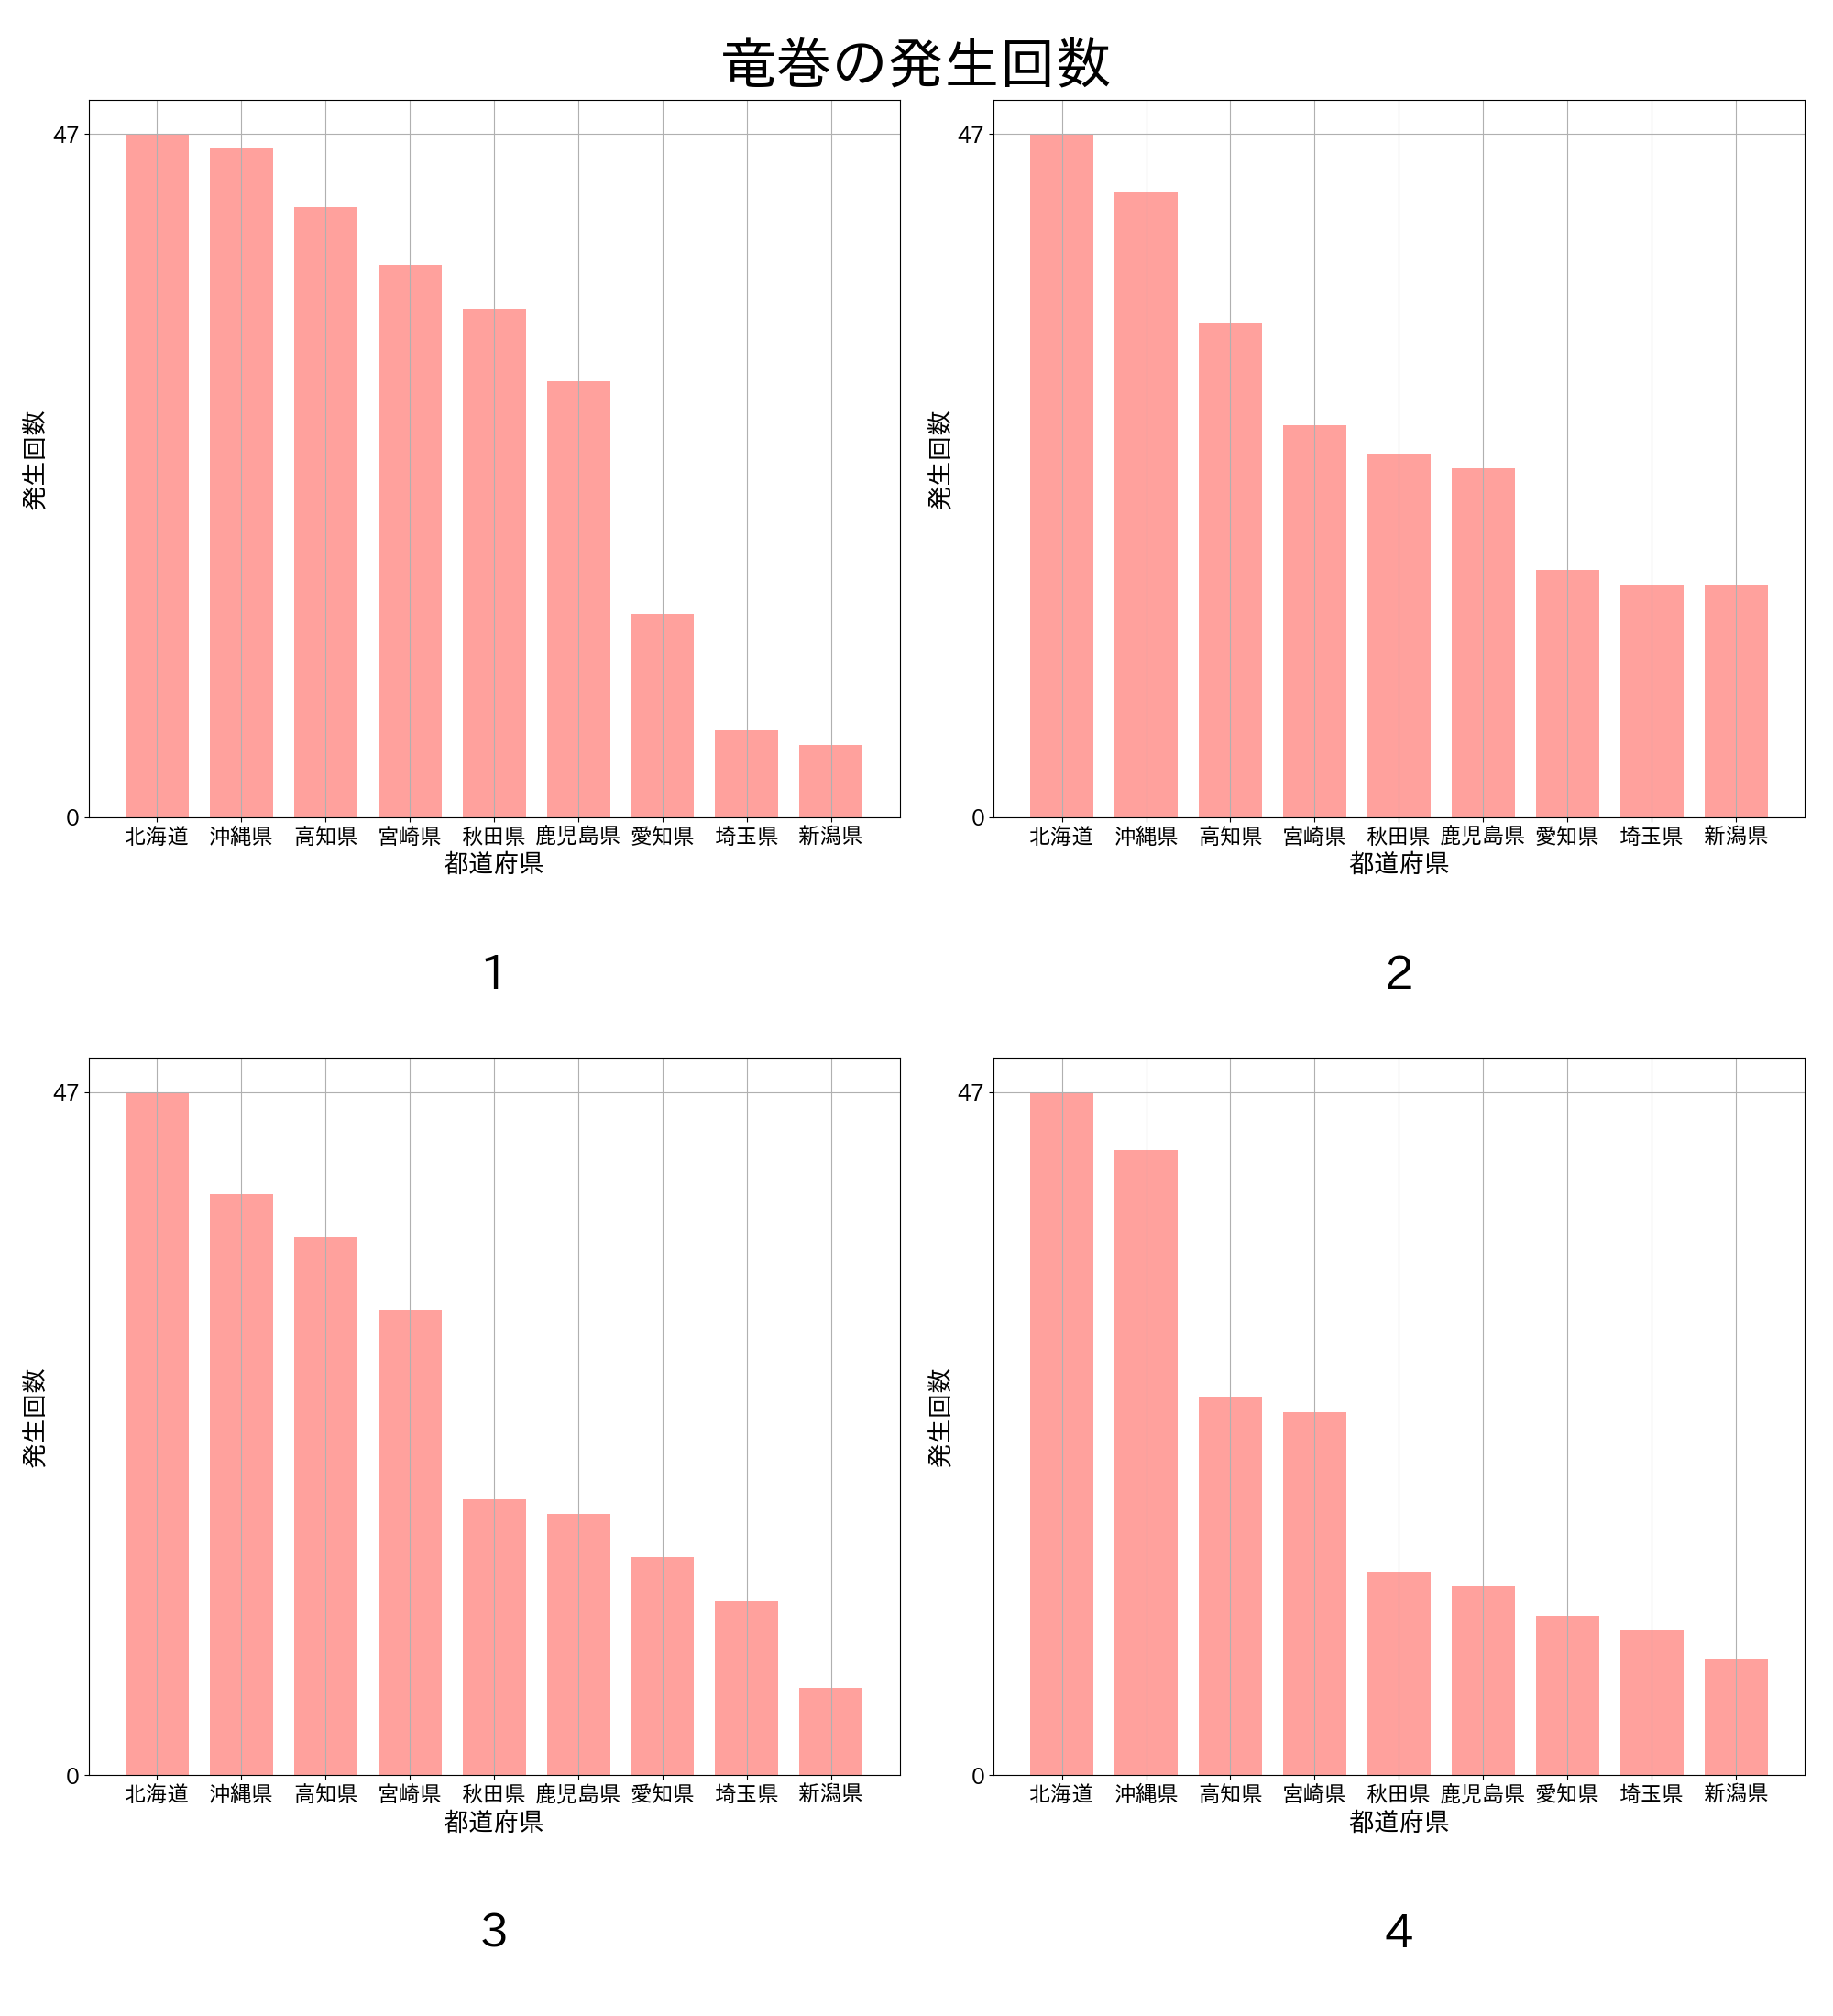 竜巻の発生回数
47
0
発生回数
北海道 沖縄県 高知県 宮崎県 秋田県 鹿児島県 愛知県 埼玉県 新潟県
都道府県
1
47
0
発生回数
北海道 沖縄県 高知県 宮崎県 秋田県 鹿児島県 愛知県 埼玉県 新潟県
都道府県
2
47
0
発生回数
北海道 沖縄県 高知県 宮崎県 秋田県 鹿児島県 愛知県 埼玉県 新潟県
都道府県
3
47
0
発生回数
北海道 沖縄県 高知県 宮崎県 秋田県 鹿児島県 愛知県 埼玉県 新潟県
都道府県
4